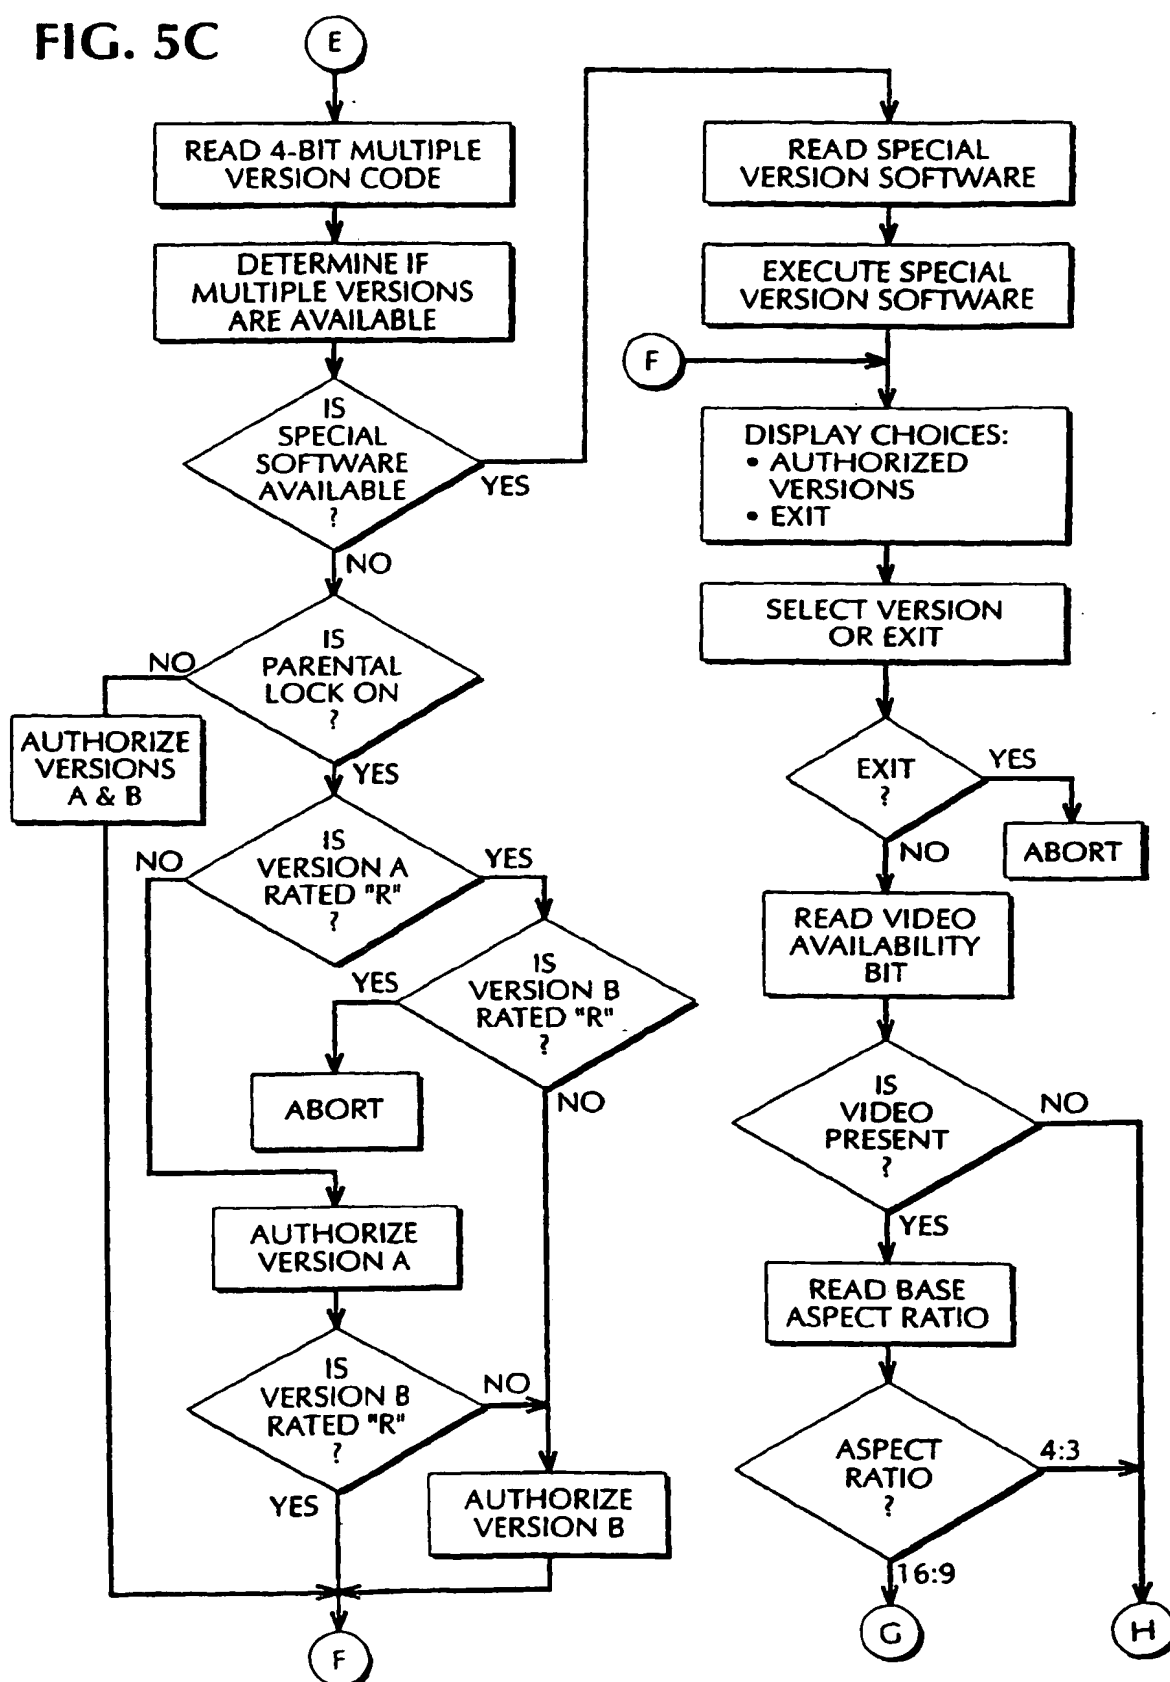 FIG. 5C
E
READ 4-BIT MULTIPLE
VERSION CODE
DETERMINE IF
MULTIPLE VERSIONS
ARE AVAILABLE
IS
SPECIAL
SOFTWARE
AVAILABLE
?
YES
NO
IS
PARENTAL
LOCK ON
?
NO
YES
AUTHORIZE
VERSIONS
A & B
IS
VERSION A
RATED "R"
?
NO
YES
IS
VERSION B
RATED "R"
?
YES
NO
ABORT
AUTHORIZE
VERSION A
IS
VERSION B
RATED "R"
?
NO
YES
AUTHORIZE
VERSION B
F
READ SPECIAL
VERSION SOFTWARE
EXECUTE SPECIAL
VERSION SOFTWARE
F
DISPLAY CHOICES:
• AUTHORIZED
VERSIONS
• EXIT
SELECT VERSION
OR EXIT
EXIT
?
YES
NO
ABORT
READ VIDEO
AVAILABILITY
BIT
IS
VIDEO
PRESENT
?
NO
YES
READ BASE
ASPECT RATIO
ASPECT
RATIO
?
4:3
16:9
G
H